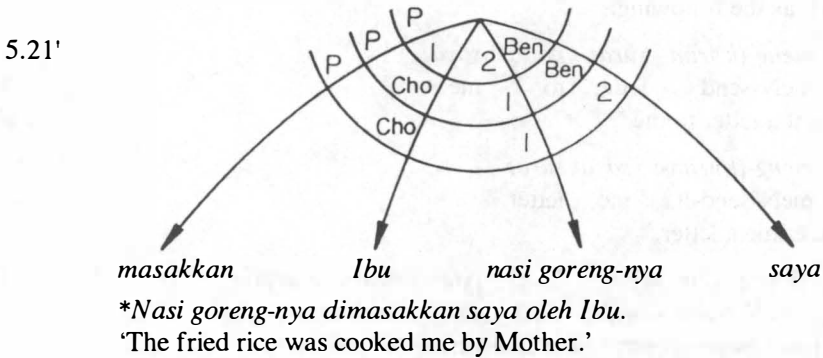 5.21'
P P P 1 2 Ben
P Cho 1 Ben 2
Cho 1
masakkan Ibu nasi goreng-nya saya
*Nasi goreng-nya dimasakkan saya oleh Ibu.
‘The fried rice was cooked me by Mother.’